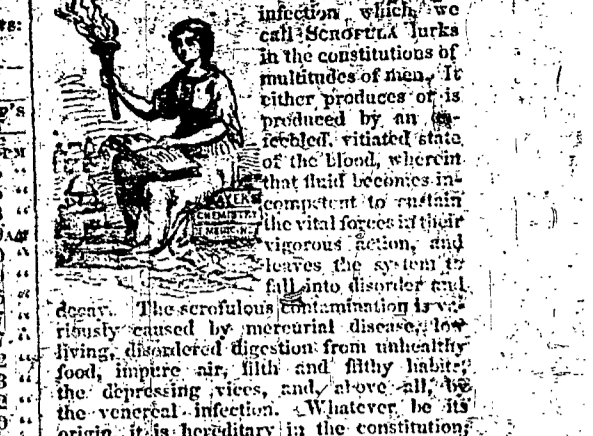 infection which we
call SCROFULA lurks
in the constitutions of
multitudes of men. It
either produces or is
produced by an en-
feebled, vitiated state
of the blood, wherein
that fluid becomes in-
competent to sustain
the vital forces in their
vigorous action, and
leaves the system to
fall into disorder and
AYER'S
CHEMISTRY
MEDICINE
decay. The scrofulous contamination is va-
riously caused by mercurial disease, low
living, disordered digestion from unhealthy
food, impure air, filth and filthy habits,
the depressing vices, and, above all, by
the venereal infection. Whatever be its
origin, it is hereditary in the constitution,